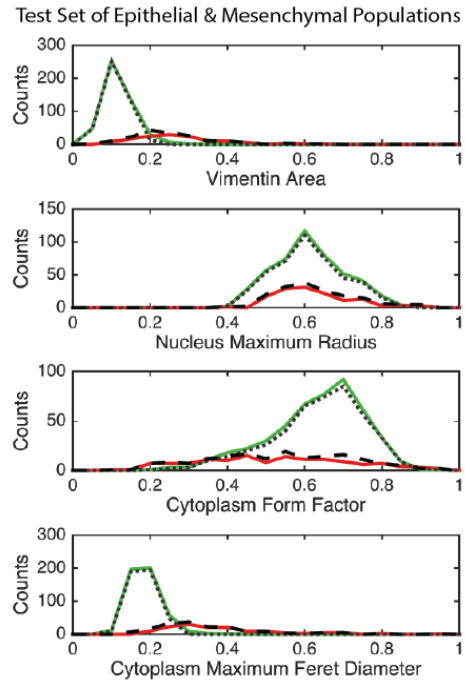 Test Set of Epithelial & Mesenchymal Populations
300
200
100
0
Counts
0 0.2 0.4 0.6 0.8 1
Vimentin Area
150
100
50
0
Counts
0 0.2 0.4 0.6 0.8 1
Nucleus Maximum Radius
100
50
0
Counts
0 0.2 0.4 0.6 0.8 1
Cytoplasm Form Factor
300
200
100
0
Counts
0 0.2 0.4 0.6 0.8 1
Cytoplasm Maximum Feret Diameter